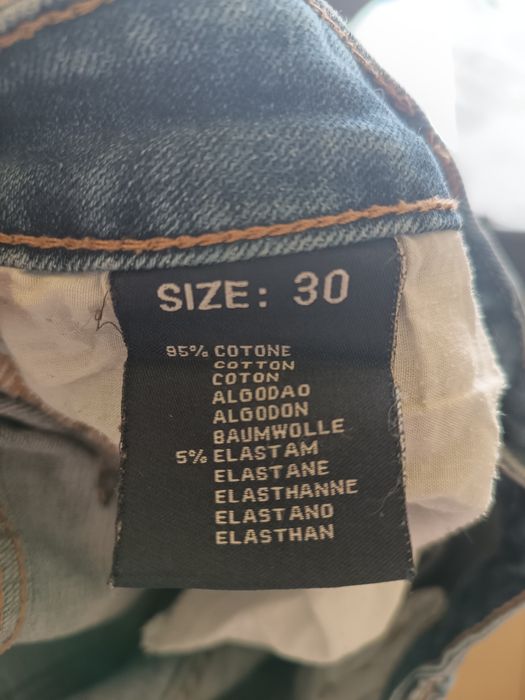 SIZE: 30
95% COTONE
COTTON
COTON
ALGODAO
ALGODON
BAUMWOLLE
5% ELASTAM
ELASTANE
ELASTHANNE
ELASTANO
ELASTHAN